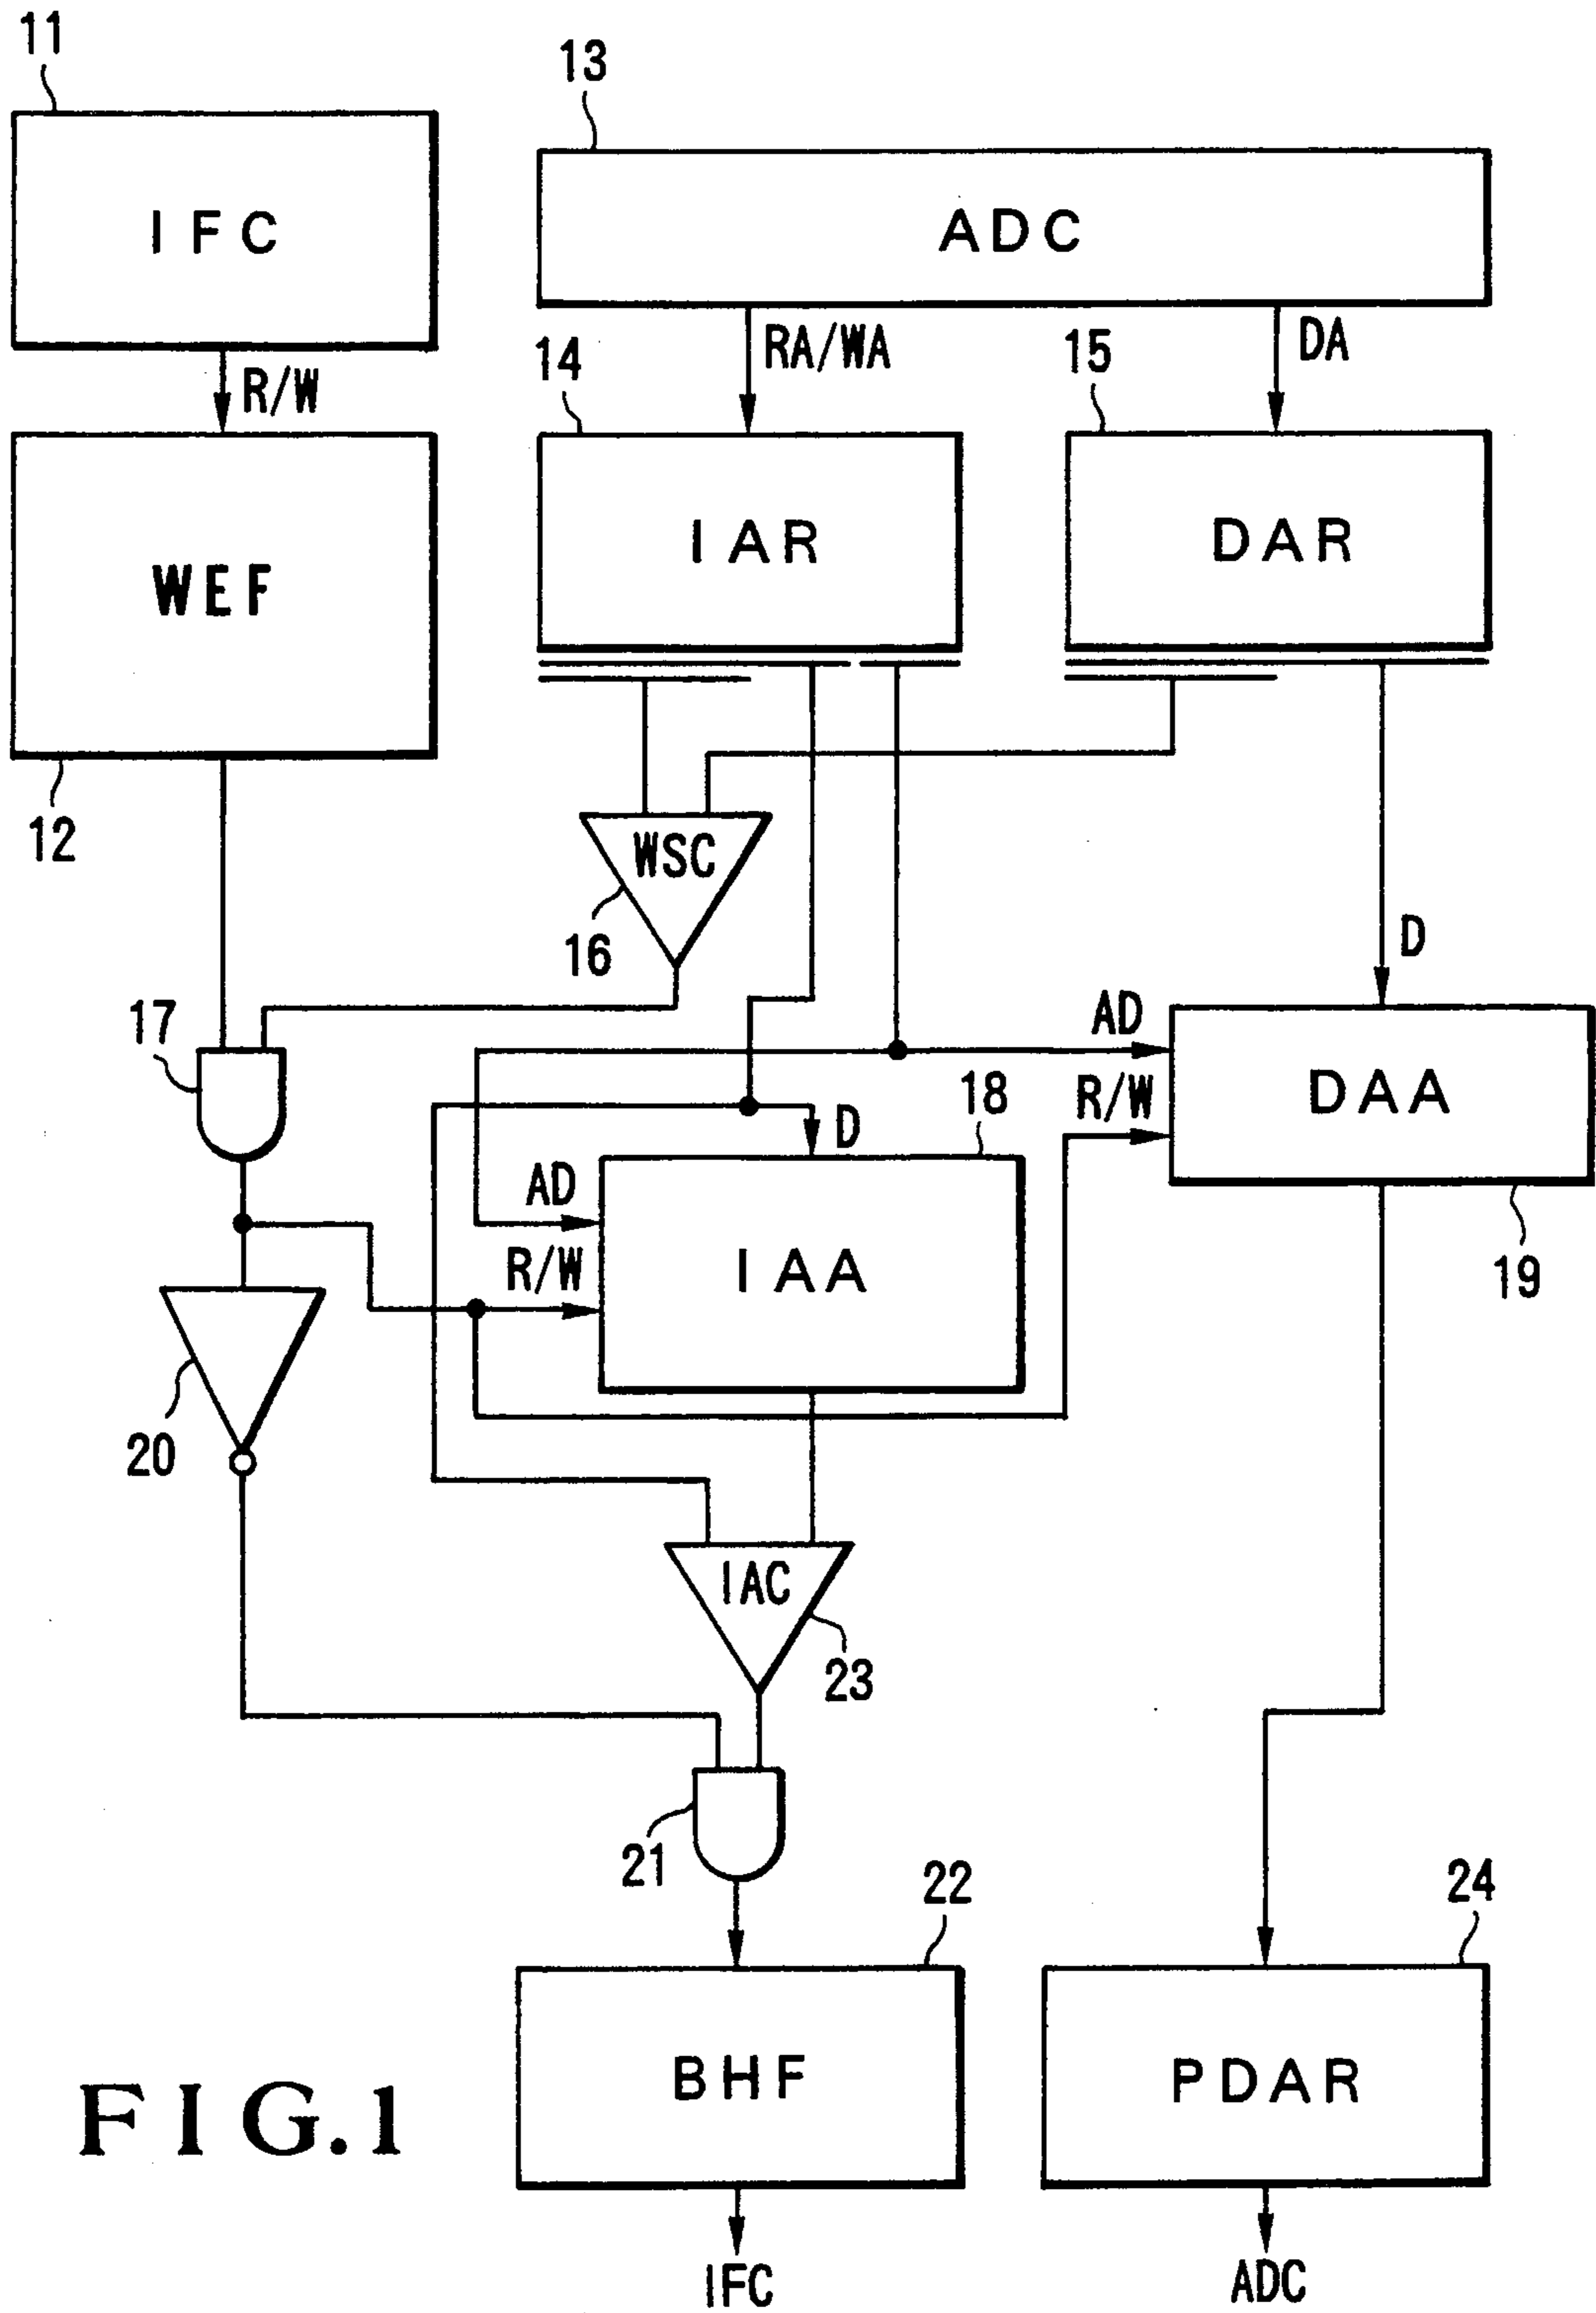 11
13
IFC
ADC
14
RA/WA
15
DA
R/W
IAR
DAR
WEF
12
WSC
16
D
17
AD
18
R/W
DAA
D
AD
R/W
IAA
19
20
IAC
23
21
22
24
BHF
PDAR
FIG.1
IFC
ADC